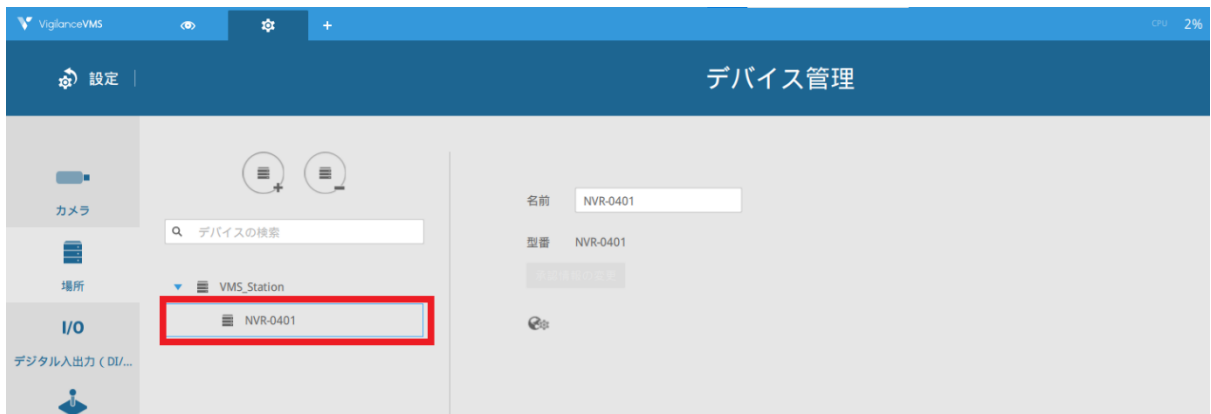 VigilanceVMS
+
CPU 2%
設定
デバイス管理
カメラ
場所
I/O
デジタル入出力 ( DI/...
デバイスの検索
VMS_Station
NVR-0401
名前 NVR-0401
型番 NVR-0401